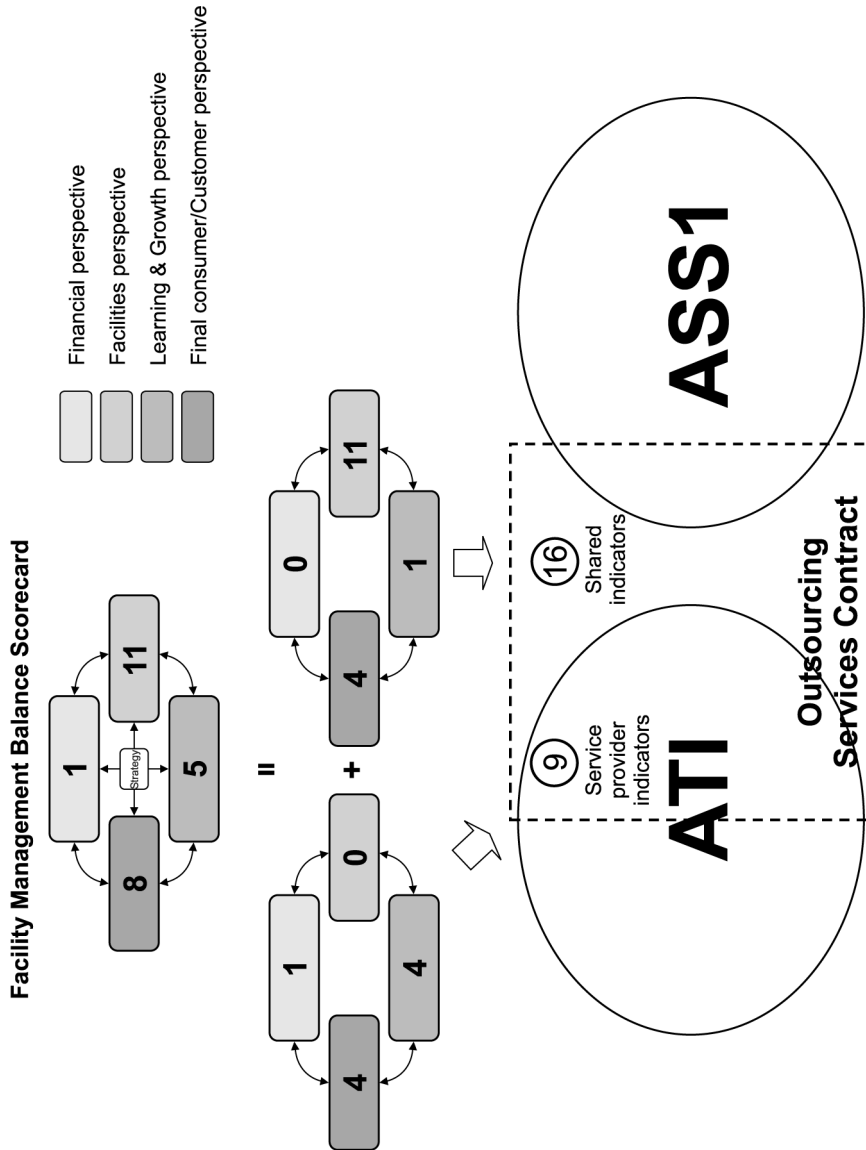 Facility Management Balance Scorecard
Financial perspective
Facilities perspective
Learning & Growth perspective
Final consumer/Customer perspective
1
8
Strategy
11
5
=
1
4
0
4
+
0
4
11
1
9
Service
provider
indicators
16
Shared
indicators
ATI
ASS1
Outsourcing
Services Contract